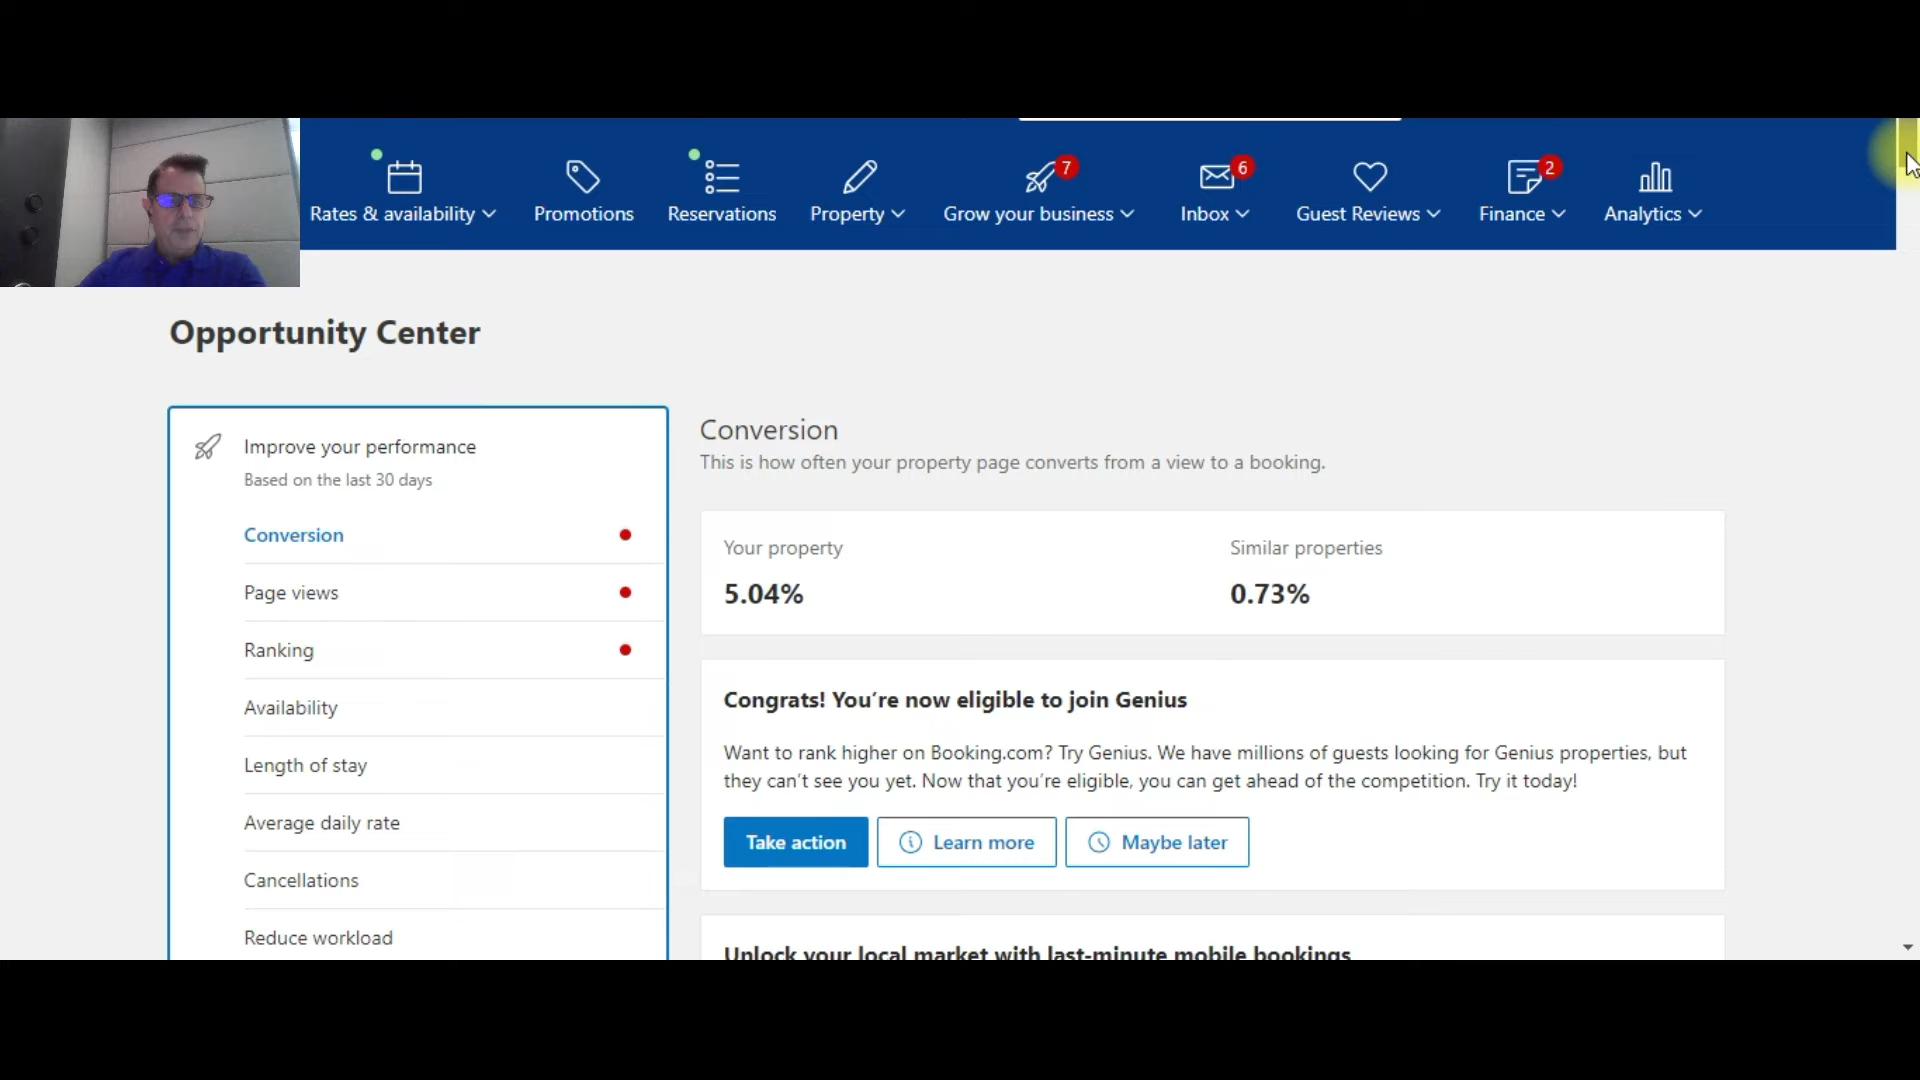 7
6
2
Rates & availability
Promotions
Reservations
Property
Grow your business
Inbox
Guest Reviews
Finance
Analytics
Opportunity Center
Improve your performance
Based on the last 30 days
Conversion
Page views
Ranking
Availability
Length of stay
Average daily rate
Cancellations
Reduce workload
Conversion
This is how often your property page converts from a view to a booking.
Your property
5.04%
Similar properties
0.73%
Congrats! You’re now eligible to join Genius
Want to rank higher on Booking.com? Try Genius. We have millions of guests looking for Genius properties, but
they can’t see you yet. Now that you’re eligible, you can get ahead of the competition. Try it today!
Take action
Learn more
Maybe later
Unlock your local market with last-minute mobile bookings